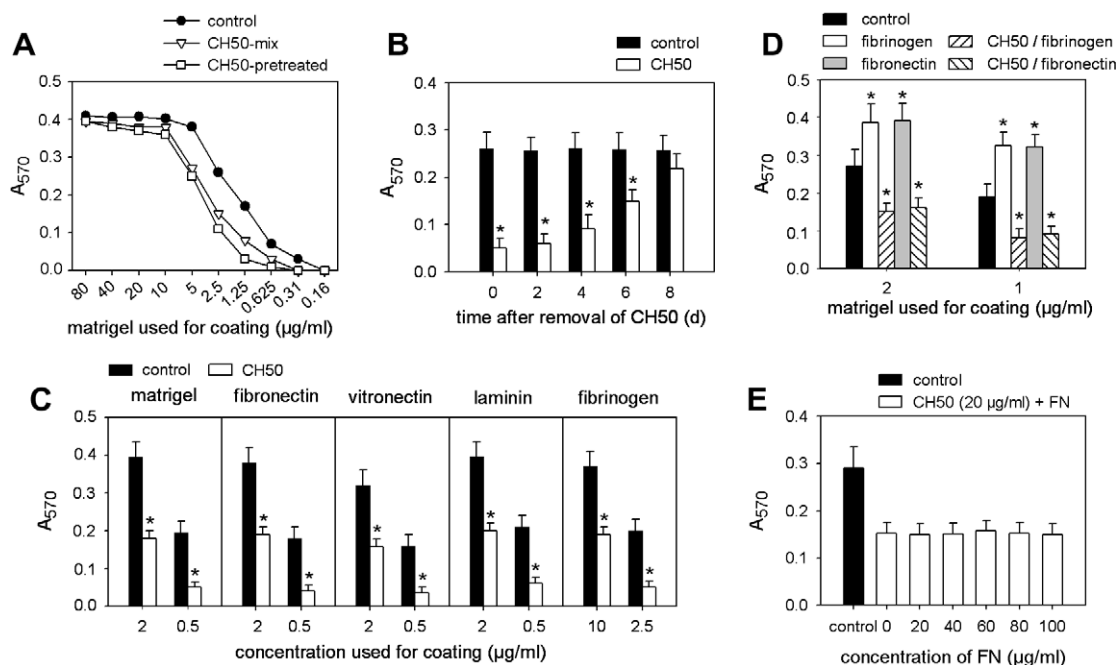 A
control
CH50-mix
CH50-pretreated
0.5
0.4
0.3
0.2
0.1
0.0
A570
80 40 20 10 5 2.5 1.25 0.625 0.31 0.16
matrigel used for coating (µg/ml)
B
control
CH50
0.4
0.3
0.2
0.1
0.0
A570
* * * *
0 2 4 6 8
time after removal of CH50 (d)
D
control
fibrinogen CH50 / fibrinogen
fibronectin CH50 / fibronectin
0.5
0.4
0.3
0.2
0.1
0.0
A570
* * * * * * * *
2 1
matrigel used for coating (µg/ml)
C
control CH50
matrigel fibronectin vitronectin laminin fibrinogen
0.5
0.4
0.3
0.2
0.1
0.0
A570
* * * * * * * * * *
2 0.5 2 0.5 2 0.5 2 0.5 10 2.5
concentration used for coating (µg/ml)
E
control
CH50 (20 µg/ml) + FN
0.4
0.3
0.2
0.1
0.0
A570
control 0 20 40 60 80 100
concentration of FN (µg/ml)